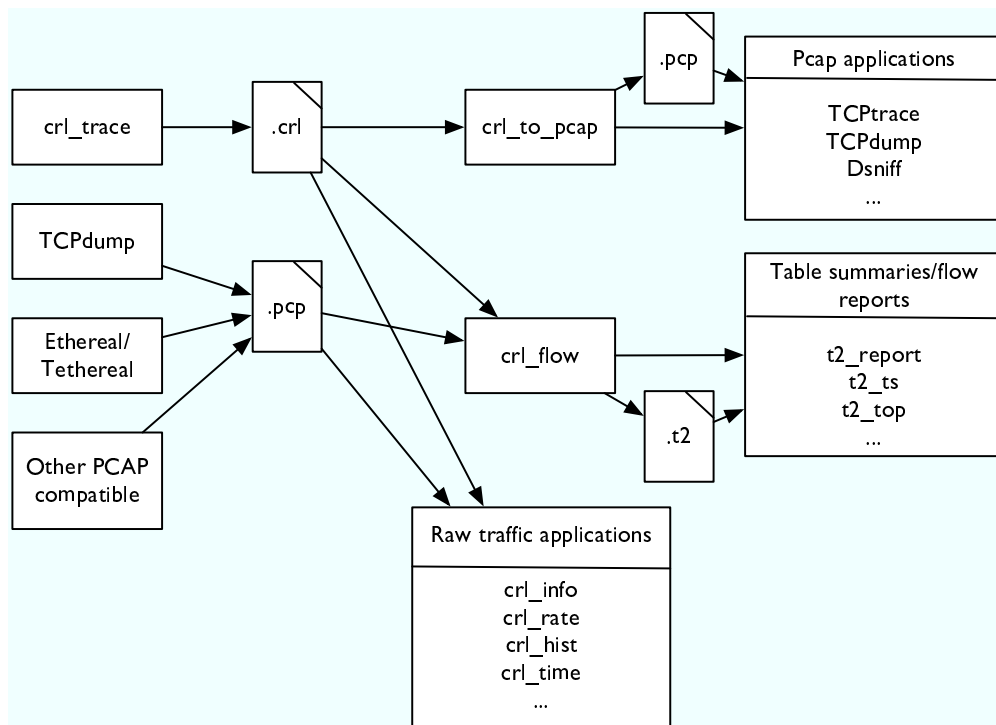 crl_trace
.crl
crl_to_pcap
.pcp
Pcap applications
TCPtrace
TCPdump
Dsniff
...
TCPdump
Ethereal/
Tethereal
Other PCAP
compatible
.pcp
crl_flow
.t2
Table summaries/flow
reports
t2_report
t2_ts
t2_top
...
Raw traffic applications
crl_info
crl_rate
crl_hist
crl_time
...